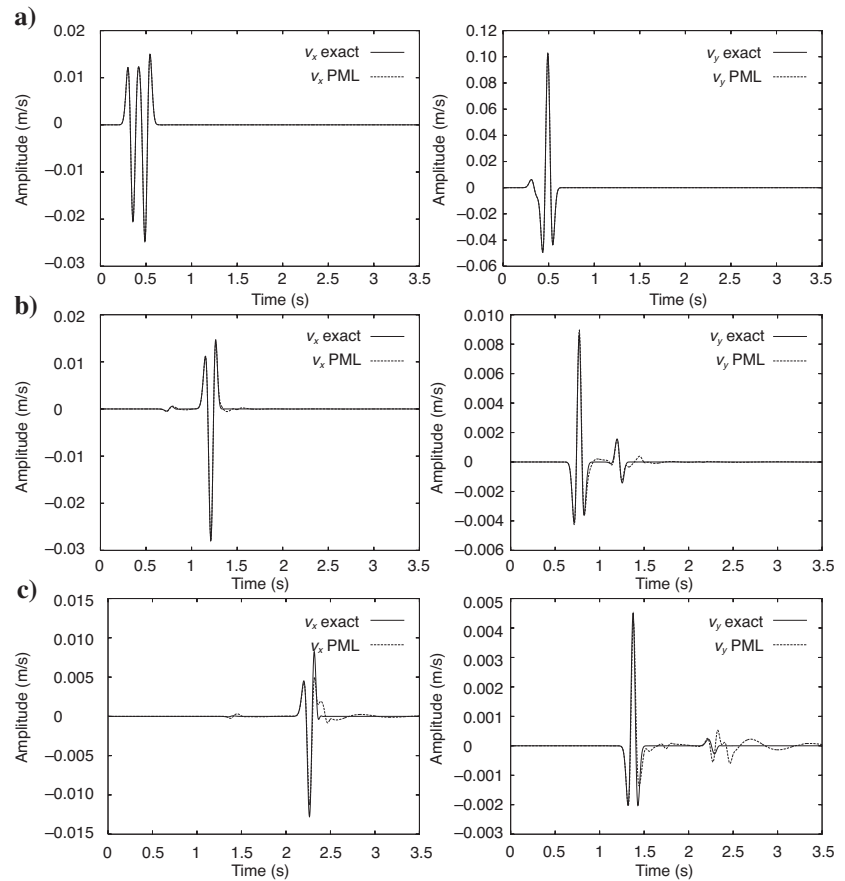 a)
0.02
0.01
0
–0.01
–0.02
–0.03
Amplitude (m/s)
vx exact
vx PML
0 0.5 1 1.5 2 2.5 3 3.5
Time (s)
0.12
0.10
0.08
0.06
0.04
0.02
0
–0.02
–0.04
–0.06
Amplitude (m/s)
vy exact
vy PML
0 0.5 1 1.5 2 2.5 3 3.5
Time (s)
b)
0.02
0.01
0
–0.01
–0.02
–0.03
Amplitude (m/s)
vx exact
vx PML
0 0.5 1 1.5 2 2.5 3 3.5
Time (s)
0.010
0.008
0.006
0.004
0.002
0
–0.002
–0.004
–0.006
Amplitude (m/s)
vy exact
vy PML
0 0.5 1 1.5 2 2.5 3 3.5
Time (s)
c)
0.015
0.010
0.005
0
–0.005
–0.010
–0.015
Amplitude (m/s)
vx exact
vx PML
0 0.5 1 1.5 2 2.5 3 3.5
Time (s)
0.005
0.004
0.003
0.002
0.001
0
–0.001
–0.002
–0.003
Amplitude (m/s)
vy exact
vy PML
0 0.5 1 1.5 2 2.5 3 3.5
Time (s)